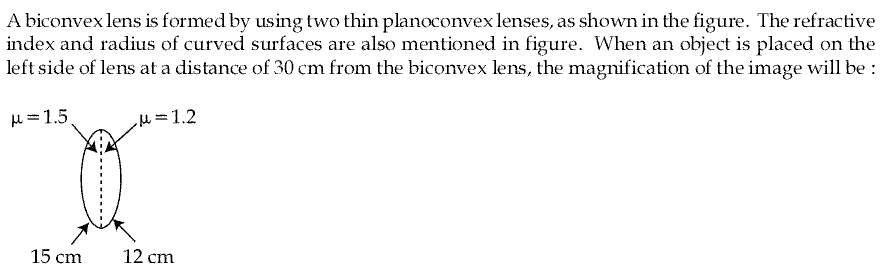 A biconvex lens is formed by using two thin planoconvex lenses, as shown in the figure. The refractive
index and radius of curved surfaces are also mentioned in figure. When an object is placed on the
left side of lens at a distance of 30 cm from the biconvex lens, the magnification of the image will be :
μ=1.5 μ=1.2
15 cm 12 cm